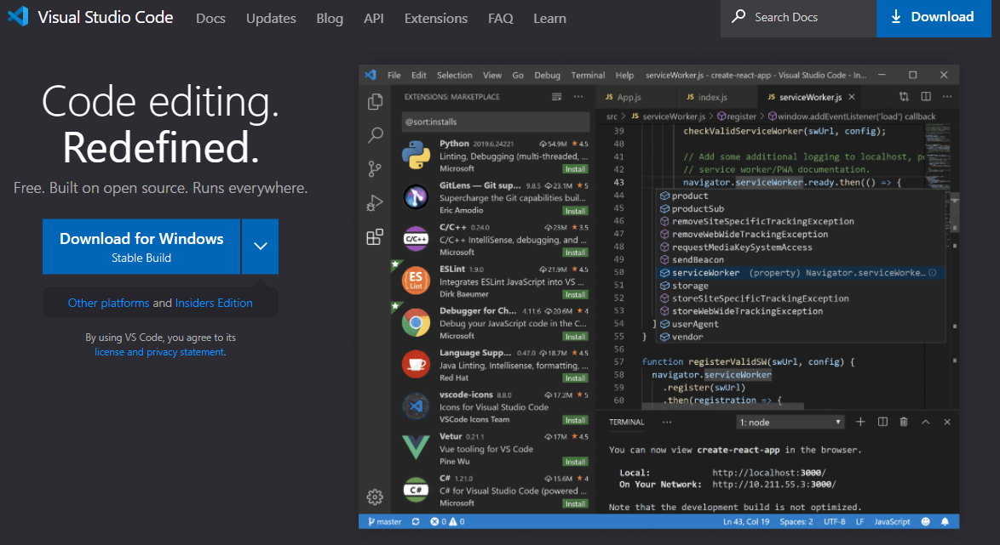 Visual Studio Code
Docs
Updates
Blog
API
Extensions
FAQ
Learn
Search Docs
Download
Code editing.
Redefined.
Free. Built on open source. Runs everywhere.
Download for Windows
Stable Build
Other platforms and Insiders Edition
By using VS Code, you agree to its
license and privacy statement.
File Edit Selection View Go Debug Terminal Help serviceWorker.js - create-react-app - Visual Studio Code - In...
EXTENSIONS: MARKETPLACE
@sort:installs
Python 2019.6.24221 54.9M 4.5
Linting, Debugging (multi-threaded, ...
Microsoft Install
GitLens — Git sup... 9.8.5 23.1M 5
Supercharge the Git capabilities buil...
Eric Amodio Install
C/C++ 0.24.0 23M 3.5
C/C++ IntelliSense, debugging, and ...
Microsoft Install
ESLint 1.9.0 21.9M 4.5
Integrates ESLint JavaScript into VS ...
Dirk Baeumer Install
Debugger for Ch... 4.11.6 20.6M 4
Debug your JavaScript code in the C...
Microsoft Install
Language Supp... 0.47.0 18.7M 4.5
Java Linting, Intellisense, formatting, ...
Red Hat Install
vscode-icons 8.8.0 17.2M 5
Icons for Visual Studio Code
VSCode Icons Team Install
Vetur 0.21.1 17M 4.5
Vue tooling for VS Code
Pine Wu Install
C# 1.21.0 15.6M 4
C# for Visual Studio Code (powered ...
Microsoft Install
JS App.js JS index.js JS serviceWorker.js
src > JS serviceWorker.js > register > window.addEventListener('load') callback
39 checkValidServiceWorker(swUrl, config);
40
41 // Add some additional logging to localhost, po
42 // service worker/PWA documentation.
43 navigator.serviceWorker.ready.then(() => {
44 product
45 productSub
46 removeSiteSpecificTrackingException
47 removeWebWideTrackingException
48 requestMediaKeySystemAccess
49 sendBeacon
50 serviceWorker (property) Navigator.serviceWorke...
51 storage
52 storeSiteSpecificTrackingException
53 storeWebWideTrackingException
54 } userAgent
55 } vendor
56
57 function registerValidSW(swUrl, config) {
58 navigator.serviceWorker
59 .register(swUrl)
60 .then(registration => {
TERMINAL ... 1: node
You can now view create-react-app in the browser.
Local: http://localhost:3000/
On Your Network: http://10.211.55.3:3000/
Note that the development build is not optimized.
master 0 0 Ln 43, Col 19 Spaces: 2 UTF-8 LF JavaScript